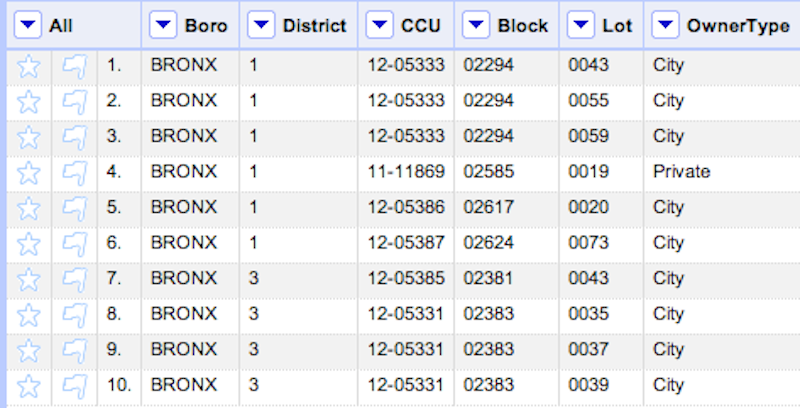 All Boro District CCU Block Lot OwnerType
1. BRONX 1 12-05333 02294 0043 City
2. BRONX 1 12-05333 02294 0055 City
3. BRONX 1 12-05333 02294 0059 City
4. BRONX 1 11-11869 02585 0019 Private
5. BRONX 1 12-05386 02617 0020 City
6. BRONX 1 12-05387 02624 0073 City
7. BRONX 3 12-05385 02381 0043 City
8. BRONX 3 12-05331 02383 0035 City
9. BRONX 3 12-05331 02383 0037 City
10. BRONX 3 12-05331 02383 0039 City